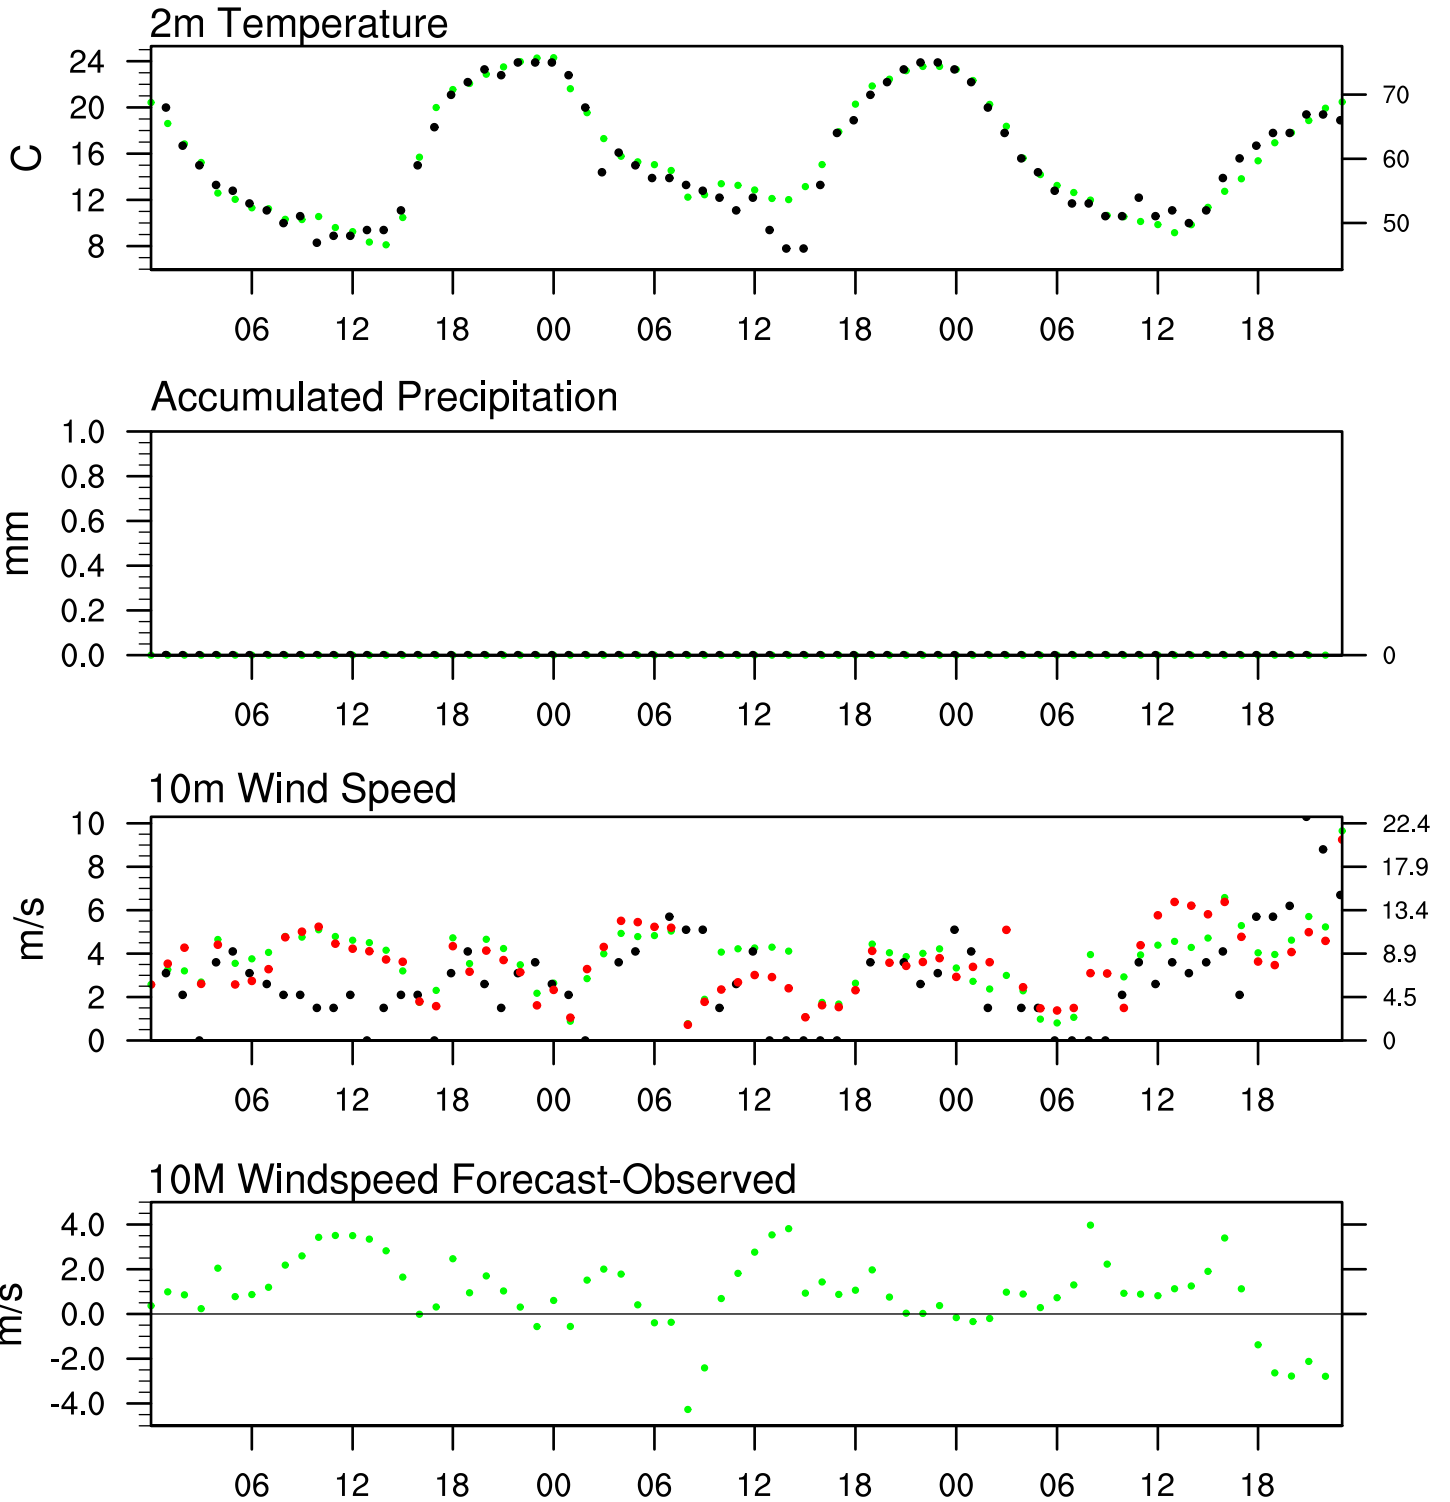 2m Temperature
24
20
16
12
8
C
70
60
50
06 12 18 00 06 12 18 00 06 12 18
Accumulated Precipitation
1.0
0.8
0.6
0.4
0.2
0.0
mm
0
06 12 18 00 06 12 18 00 06 12 18
10m Wind Speed
10
8
6
4
2
0
m/s
22.4
17.9
13.4
8.9
4.5
0
06 12 18 00 06 12 18 00 06 12 18
10M Windspeed Forecast-Observed
4.0
2.0
0.0
-2.0
-4.0
m/s
06 12 18 00 06 12 18 00 06 12 18